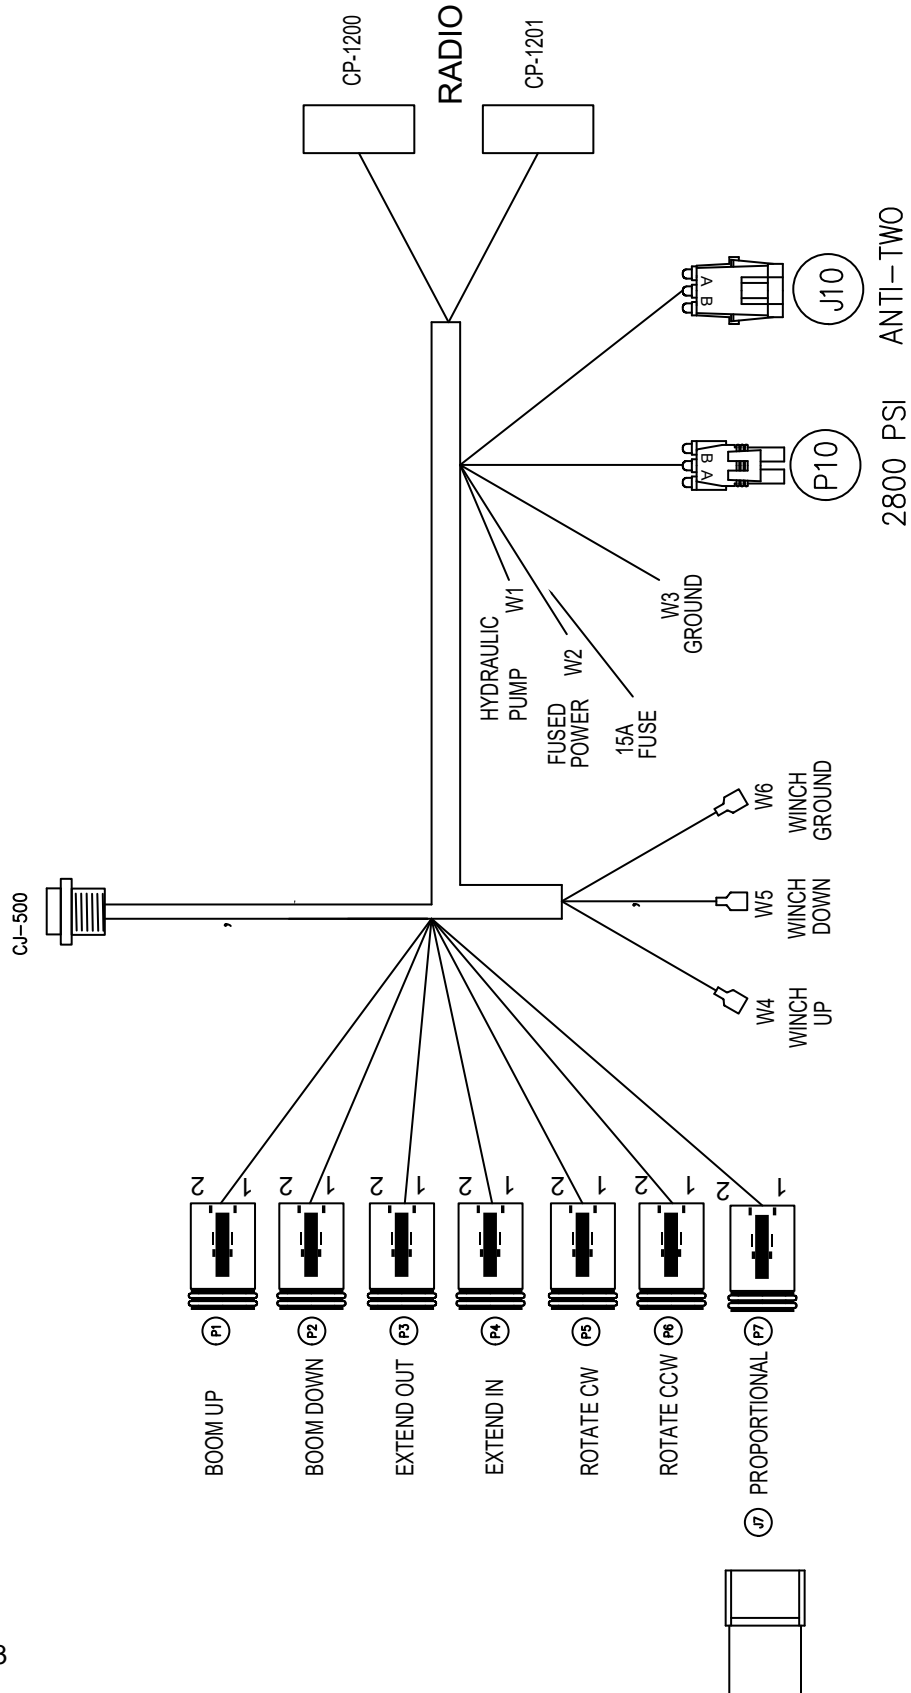 CJ-500
CP-1200
RADIO
CP-1201
A
B
J10
ANTI-TWO
B
A
P10
2800 PSI
W1
HYDRAULIC
PUMP
W2
FUSED
POWER
15A
FUSE
W3
GROUND
W6
WINCH
GROUND
W5
WINCH
DOWN
W4
WINCH
UP
2
1
P1
BOOM UP
2
1
P2
BOOM DOWN
2
1
P3
EXTEND OUT
2
1
P4
EXTEND IN
2
1
P5
ROTATE CW
2
1
P6
ROTATE CCW
2
1
P7
PROPORTIONAL
J7